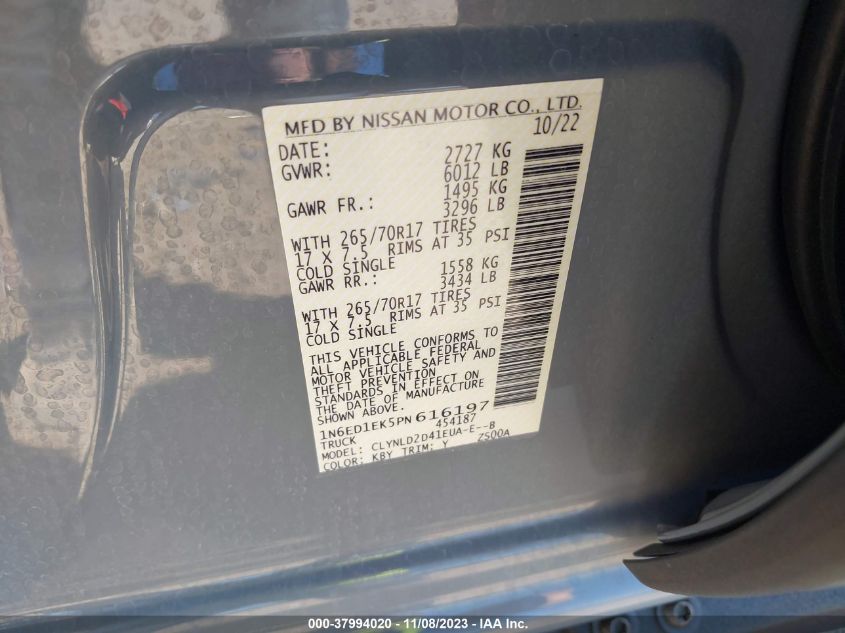 MFD BY NISSAN MOTOR CO., LTD.
DATE: 10/22
GVWR: 2727 KG
6012 LB
GAWR FR.: 1495 KG
3296 LB
WITH 265/70R17 TIRES
17 X 7.5 RIMS AT 35 PSI
COLD SINGLE
GAWR RR.: 1558 KG
3434 LB
WITH 265/70R17 TIRES
17 X 7.5 RIMS AT 35 PSI
COLD SINGLE
THIS VEHICLE CONFORMS TO
ALL APPLICABLE FEDERAL
MOTOR VEHICLE SAFETY AND
THEFT PREVENTION
STANDARDS IN EFFECT ON
THE DATE OF MANUFACTURE
SHOWN ABOVE.
1N6ED1EK5PN616197
TRUCK 454187
MODEL: CLYNLD2D41EUA-E--B
COLOR: KBY TRIM: Y Z500A
000-37994020 - 11/08/2023 - IAA Inc.